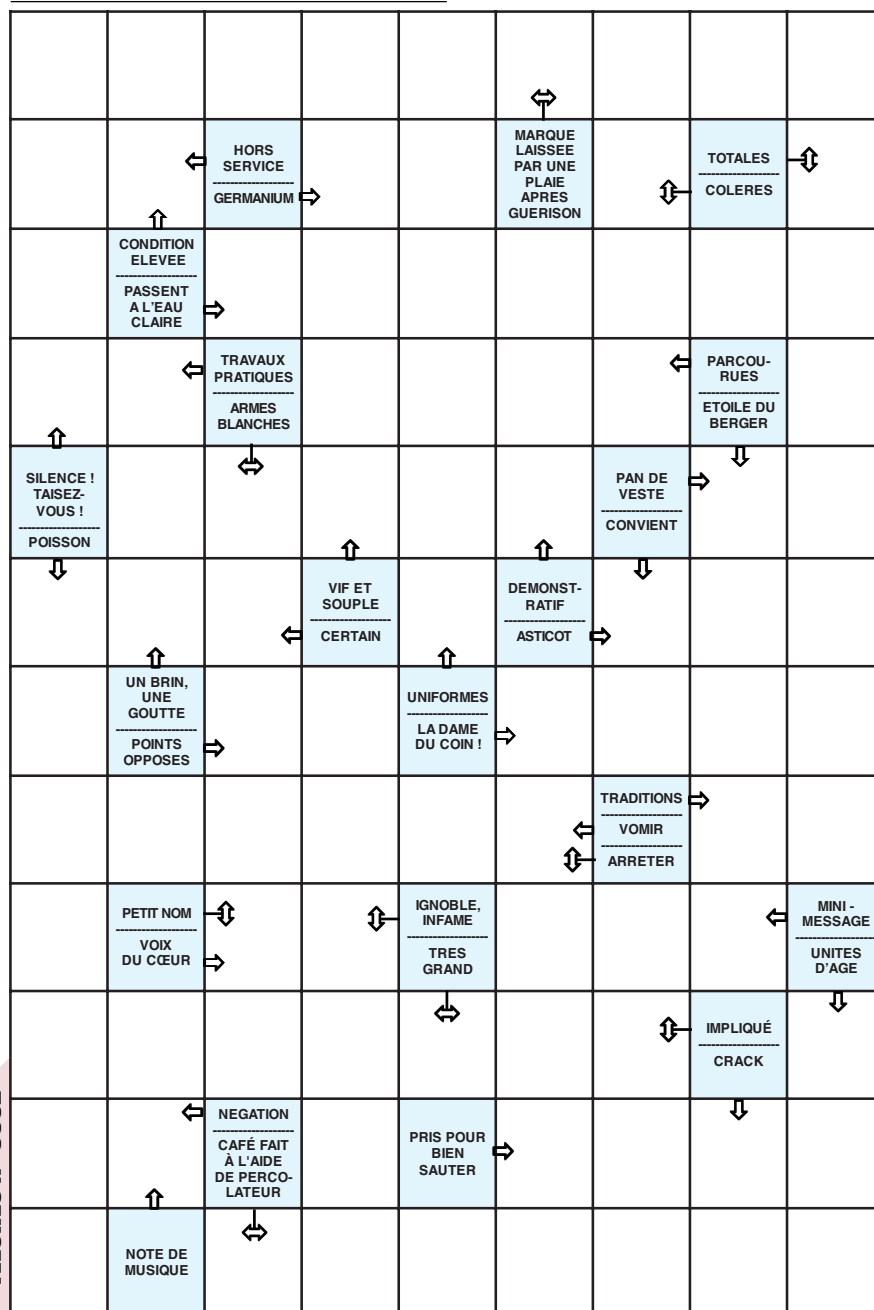 HORS
SERVICE
GERMANIUM
MARQUE
LAISSEE
PAR UNE
PLAIE
APRES
GUERISON
TOTALES
COLERES
CONDITION
ELEVEE
PASSENT
A L'EAU
CLAIRE
TRAVAUX
PRATIQUES
ARMES
BLANCHES
PARCOU-
RUES
ETOILE DU
BERGER
SILENCE !
TAISEZ-
VOUS !
POISSON
PAN DE
VESTE
CONVIENT
VIF ET
SOUPLE
CERTAIN
DEMONST-
RATIF
ASTICOT
UN BRIN,
UNE
GOUTTE
POINTS
OPPOSES
UNIFORMES
LA DAME
DU COIN !
TRADITIONS
VOMIR
ARRETER
PETIT NOM
VOIX
DU CŒUR
IGNOBLE,
INFAME
TRES
GRAND
MINI -
MESSAGE
UNITES
D'AGE
IMPLIQUÉ
CRACK
NEGATION
CAFÉ FAIT
À L'AIDE
DE PERCO-
LATEUR
PRIS POUR
BIEN
SAUTER
NOTE DE
MUSIQUE